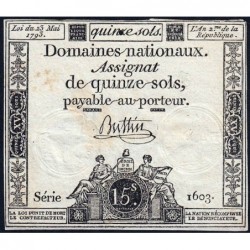 Loi du 23 Mai 1793.
quinze sols.
L'An 2me de la République.
Domaines nationaux.
Assignat
de quinze sols,
payable au porteur.
Buttin
Série
1603.
15 S
LA LOI PUNIT DE MORT LE CONTREFACTEUR.
LA NATION RÉCOMPENSE LE DÉNONCIATEUR.